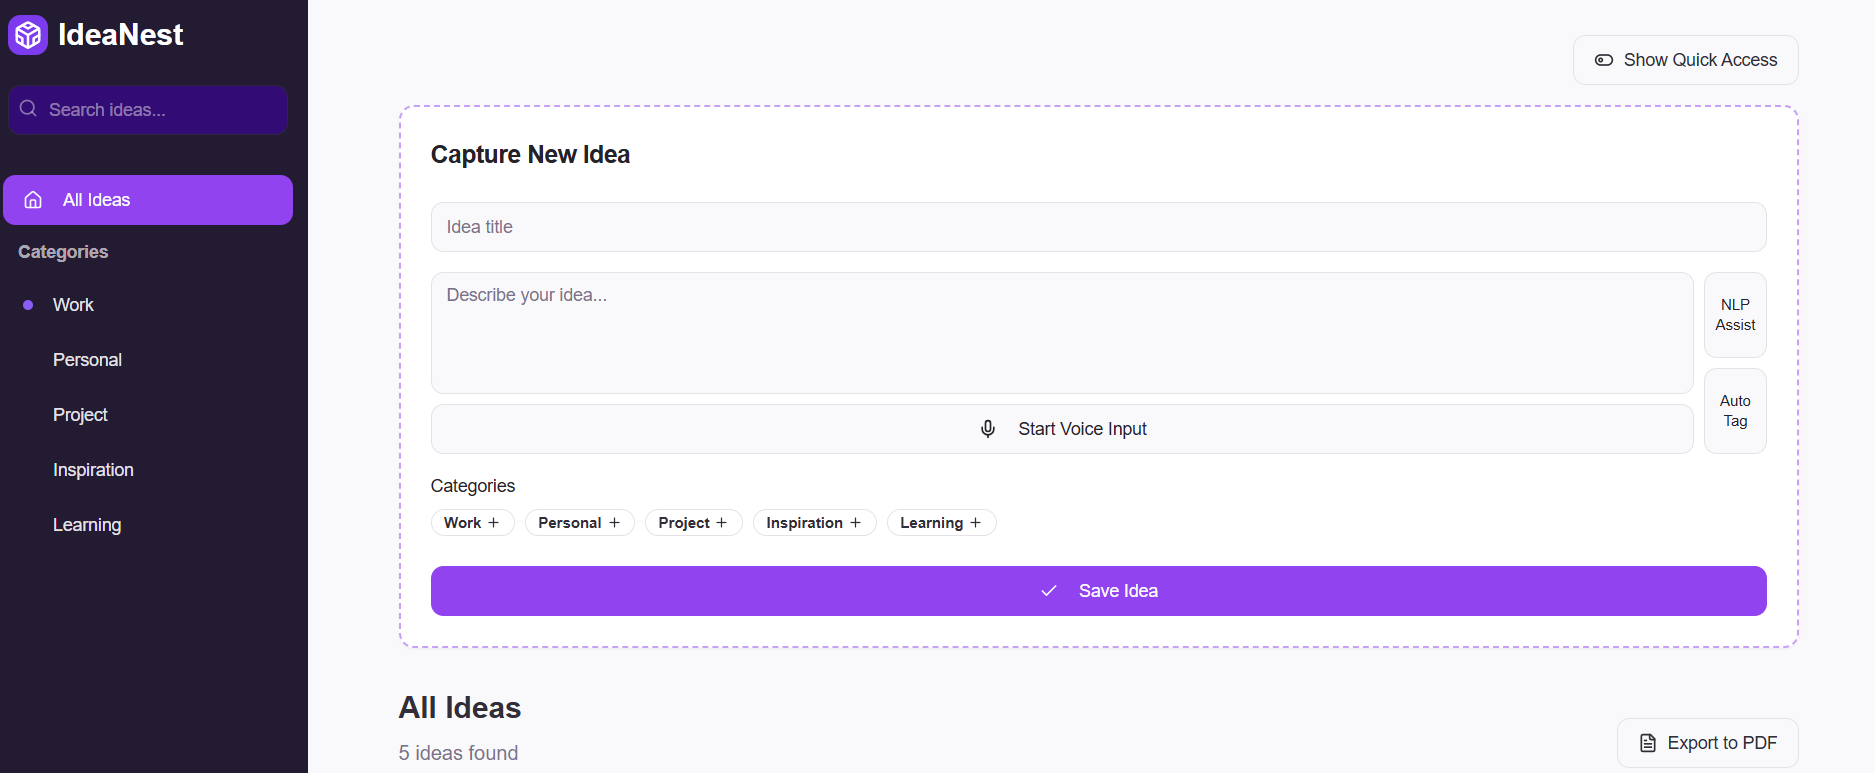 IdeaNest
Search ideas...
All Ideas
Categories
Work
Personal
Project
Inspiration
Learning
Show Quick Access
Capture New Idea
Idea title
Describe your idea...
NLP
Assist
Auto
Tag
Start Voice Input
Categories
Work + Personal + Project + Inspiration + Learning +
Save Idea
All Ideas
5 ideas found
Export to PDF